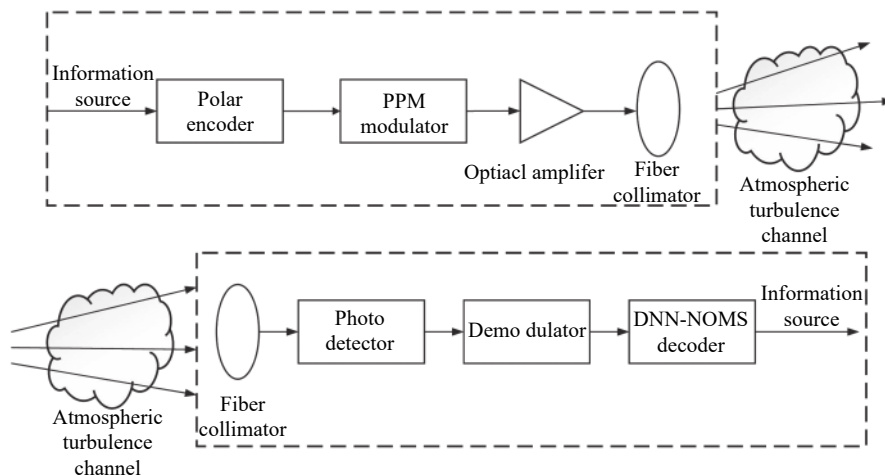 Information
source
Polar
encoder
PPM
modulator
Optiacl amplifer
Fiber
collimator
Atmospheric
turbulence
channel
Atmospheric
turbulence
channel
Fiber
collimator
Photo
detector
Demo dulator
DNN-NOMS
decoder
Information
source